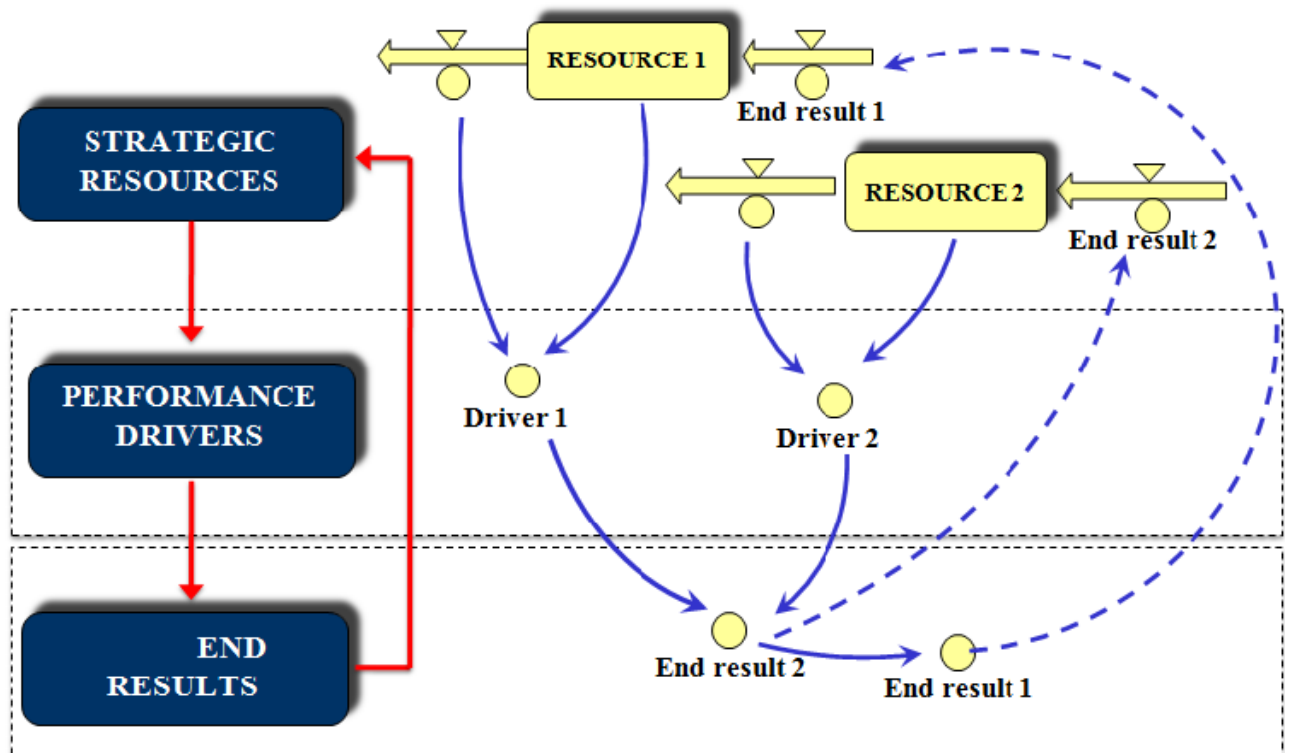 RESOURCE 1
End result 1
STRATEGIC
RESOURCES
RESOURCE 2
End result 2
PERFORMANCE
DRIVERS
Driver 1
Driver 2
END
RESULTS
End result 2
End result 1